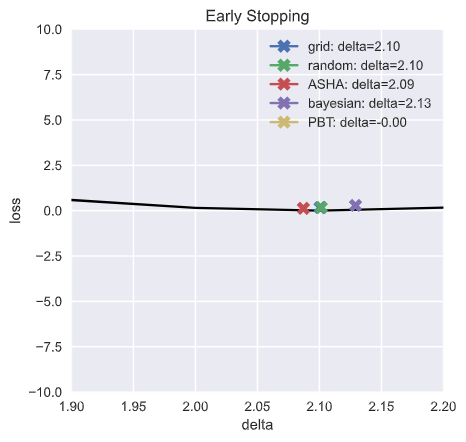 Early Stopping
10.0
7.5
5.0
2.5
0.0
−2.5
−5.0
−7.5
−10.0
loss
grid: delta=2.10
random: delta=2.10
ASHA: delta=2.09
bayesian: delta=2.13
PBT: delta=-0.00
1.90 1.95 2.00 2.05 2.10 2.15 2.20
delta